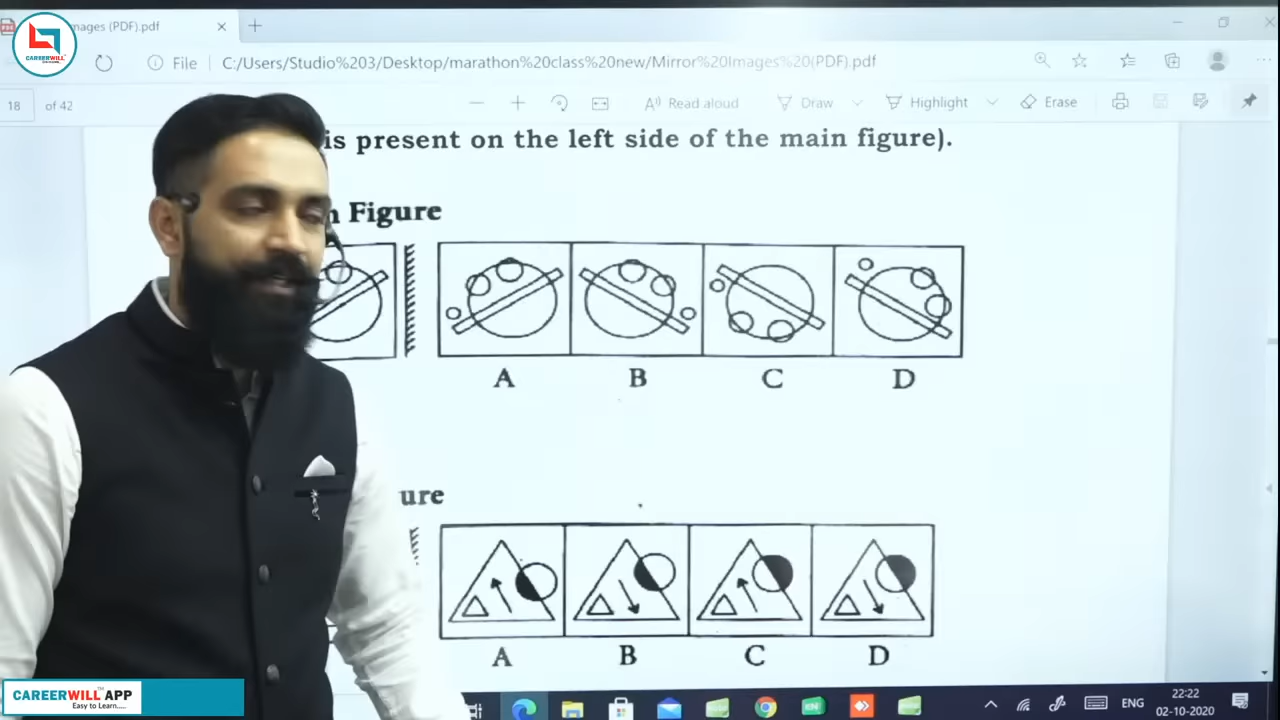 mages (PDF).pdf
CAREERWILL
File C:/Users/Studio%203/Desktop/marathon%20class%20new/Mirror%20Images%20(PDF).pdf
18 of 42 Read aloud Draw Highlight Erase
is present on the left side of the main figure).
n Figure
A B C D
ure
A B C D
CAREERWILL APP
Easy to Learn.....
ENG 22:22
02-10-2020